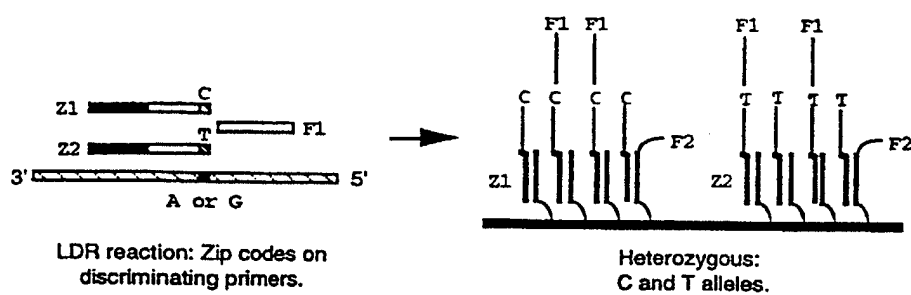 Z1 C
T F1
Z2
3' 5'
A or G
LDR reaction: Zip codes on
discriminating primers.
F1 F1
C C C C
F2
Z1
F1 F1
T T T T
F2
Z2
Heterozygous:
C and T alleles.